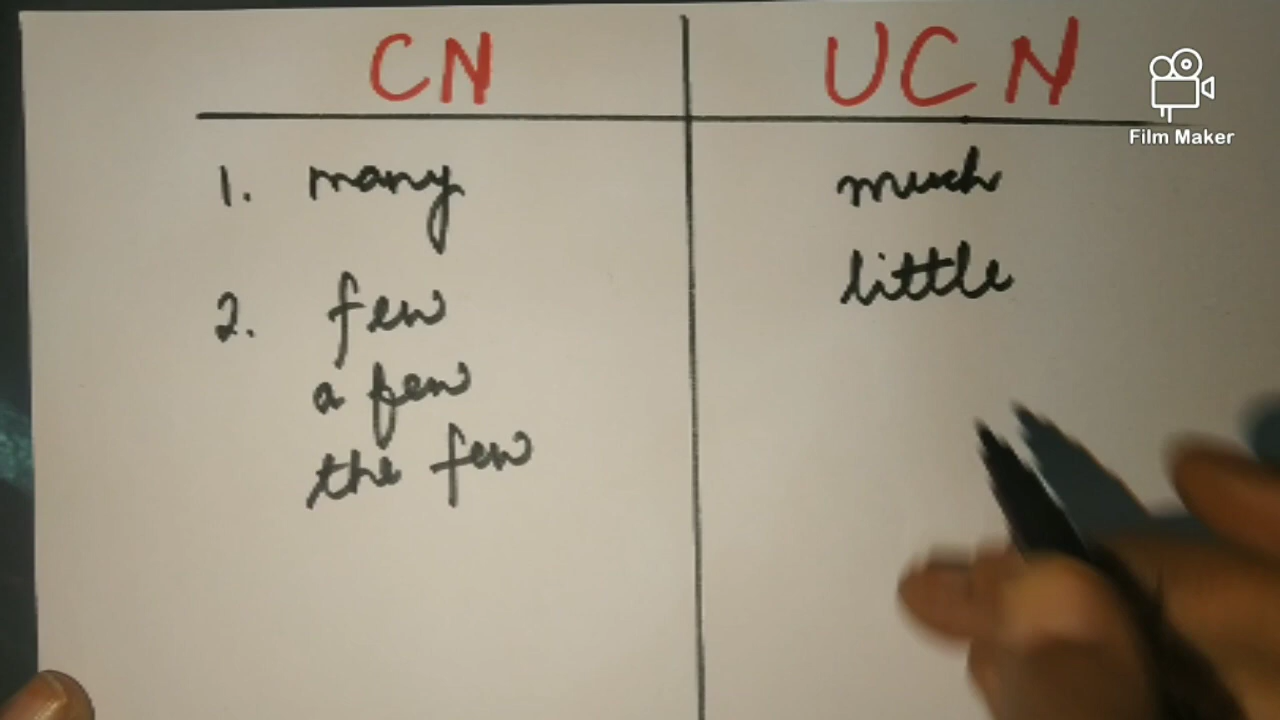 CN UCN
Film Maker
1. many much
little
2. few
a few
the few